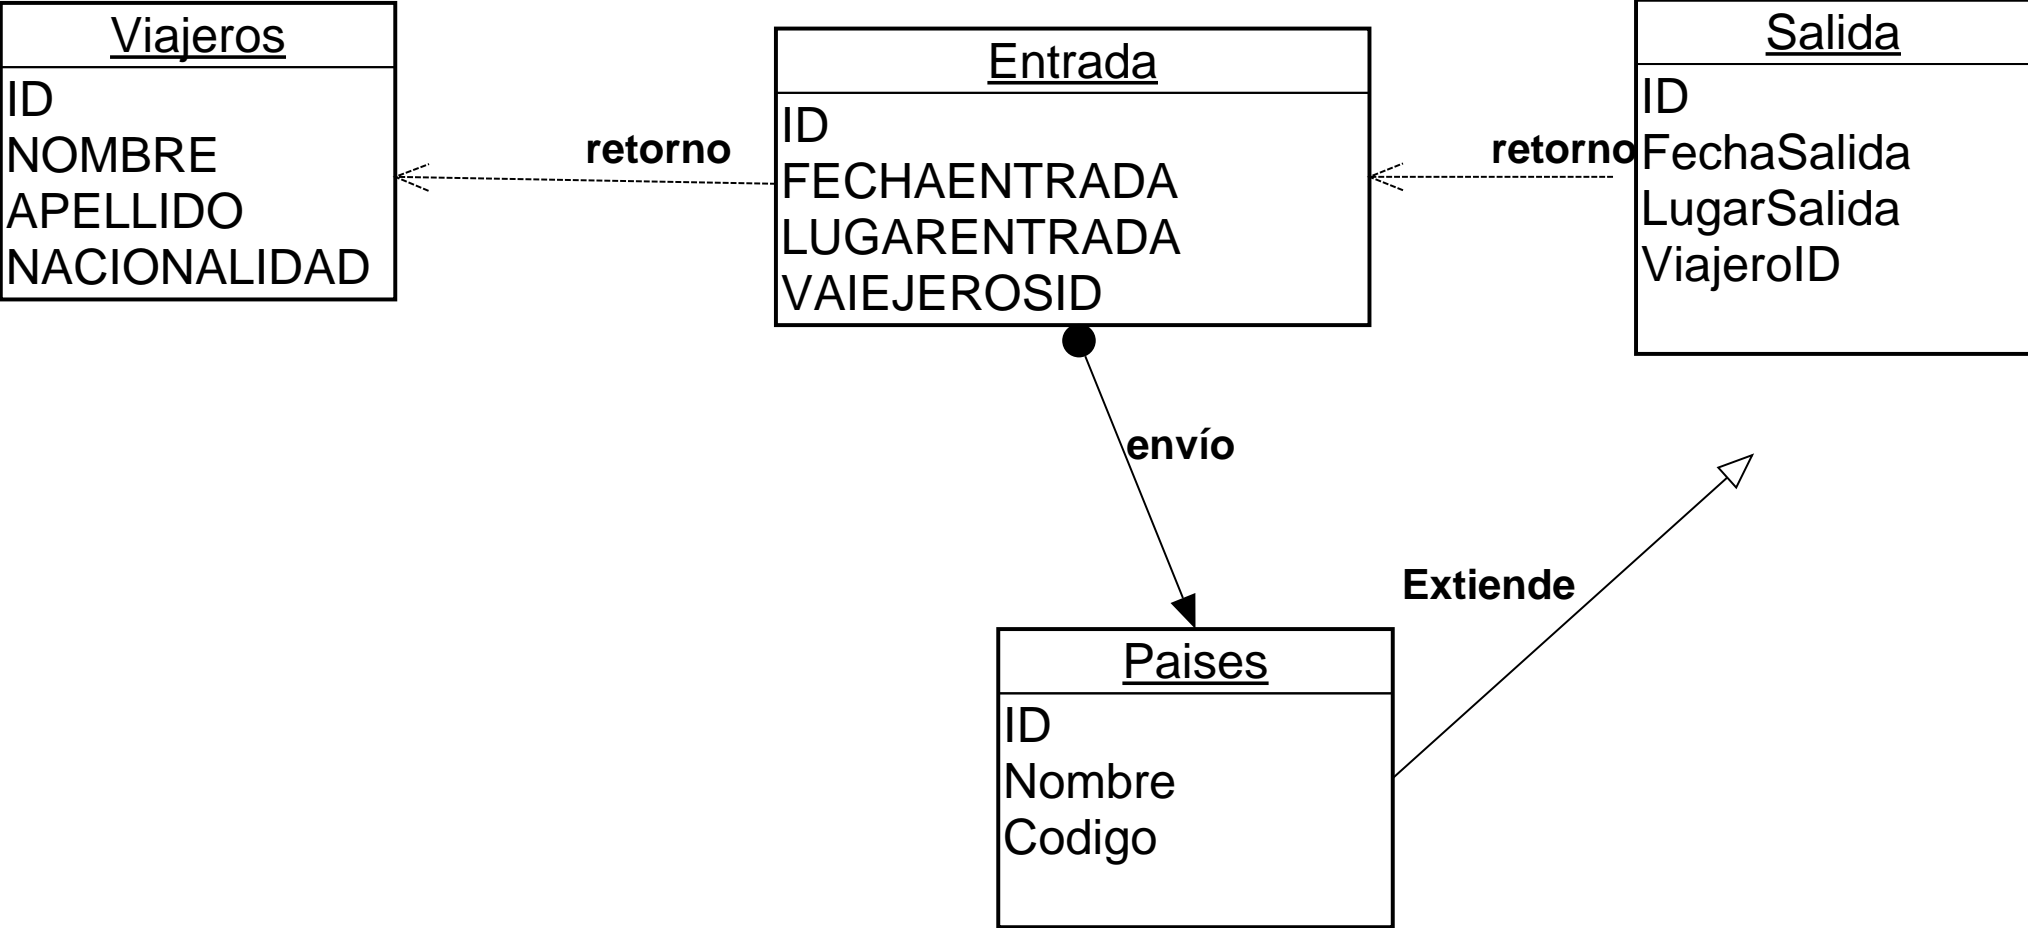 Viajeros
ID
NOMBRE
APELLIDO
NACIONALIDAD
retorno
Entrada
ID
FECHAENTRADA
LUGARENTRADA
VAIEJEROSID
retorno
Salida
ID
FechaSalida
LugarSalida
ViajeroID
envío
Extiende
Paises
ID
Nombre
Codigo